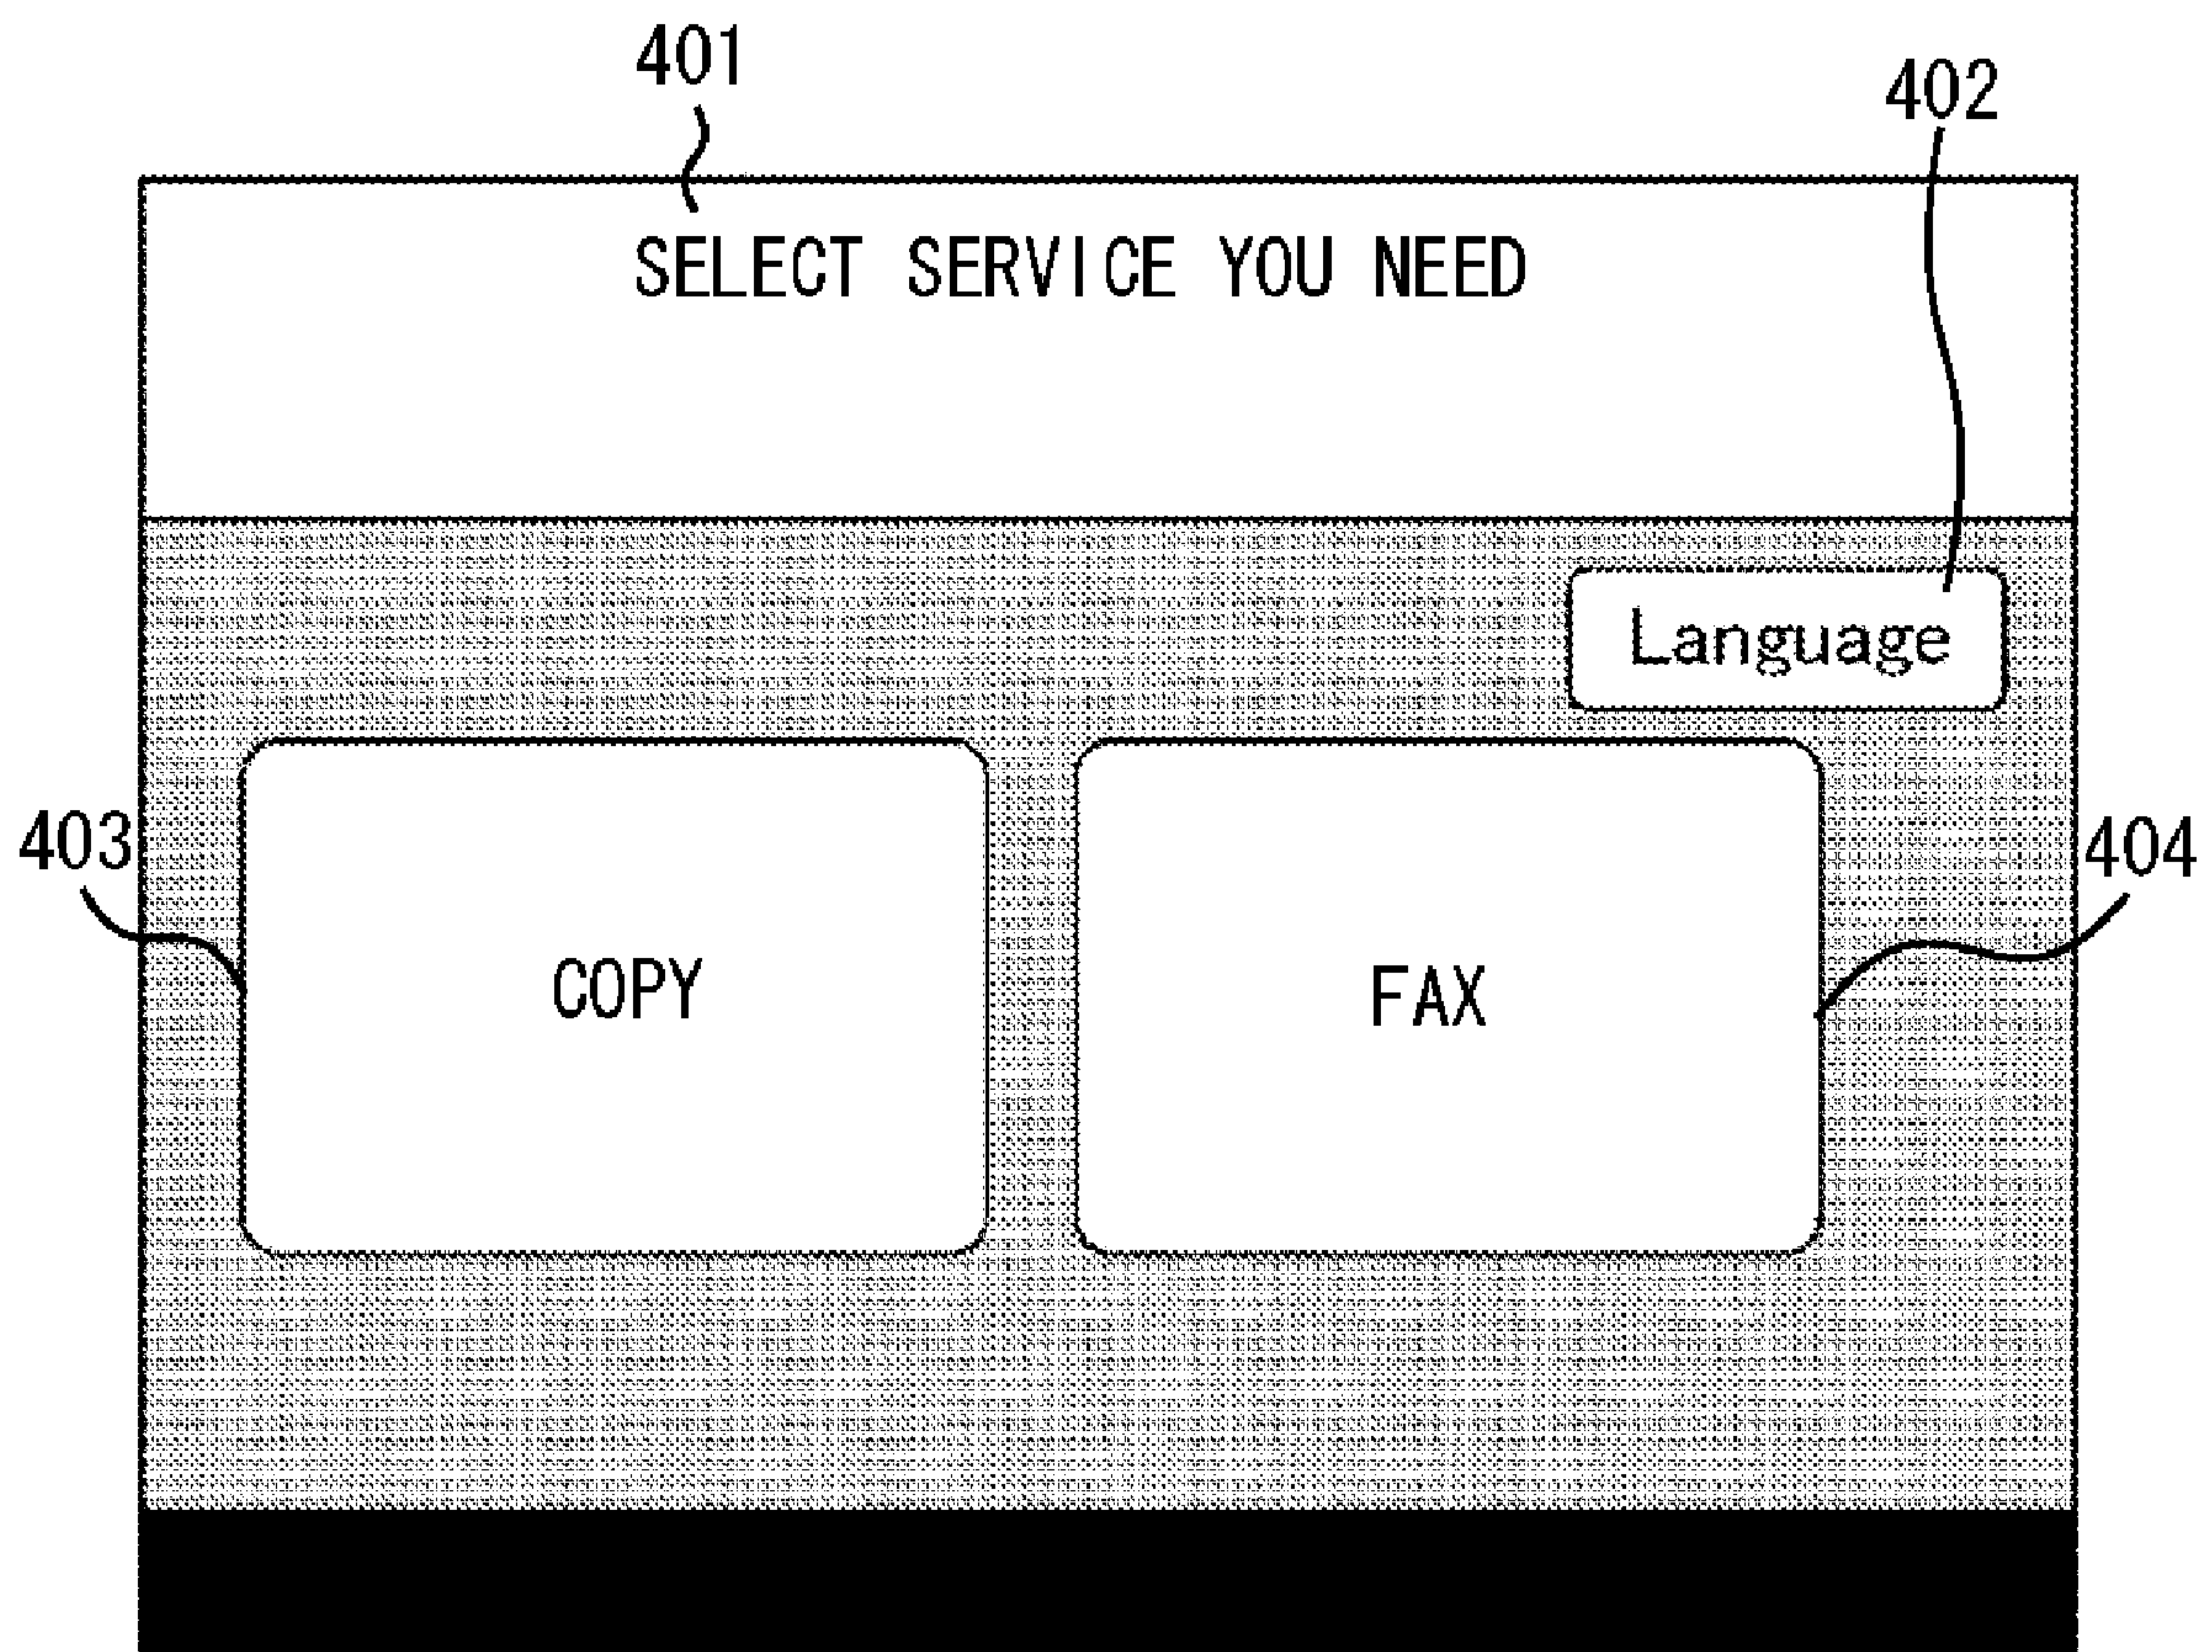 401
402
SELECT SERVICE YOU NEED
Language
403
404
COPY
FAX